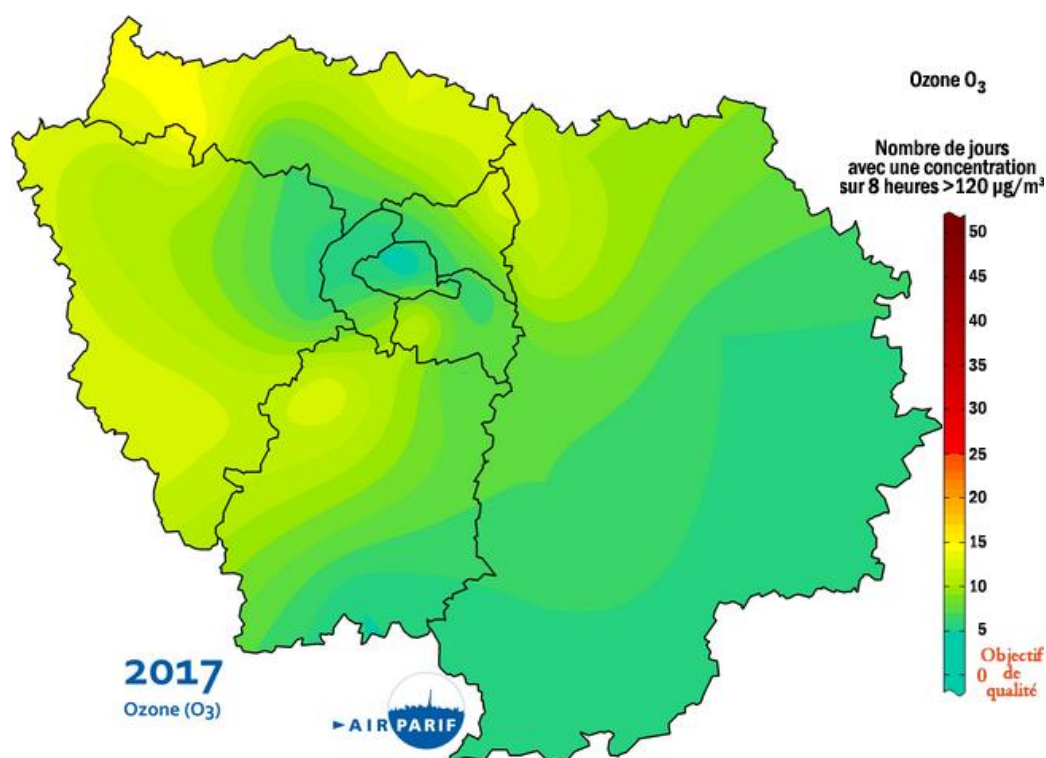 Ozone O₃
Nombre de jours
avec une concentration
sur 8 heures >120 µg/m³
50
45
40
35
30
25
20
15
10
5
0
Objectif
de
qualité
2017
Ozone (O3)
AIRPARIF